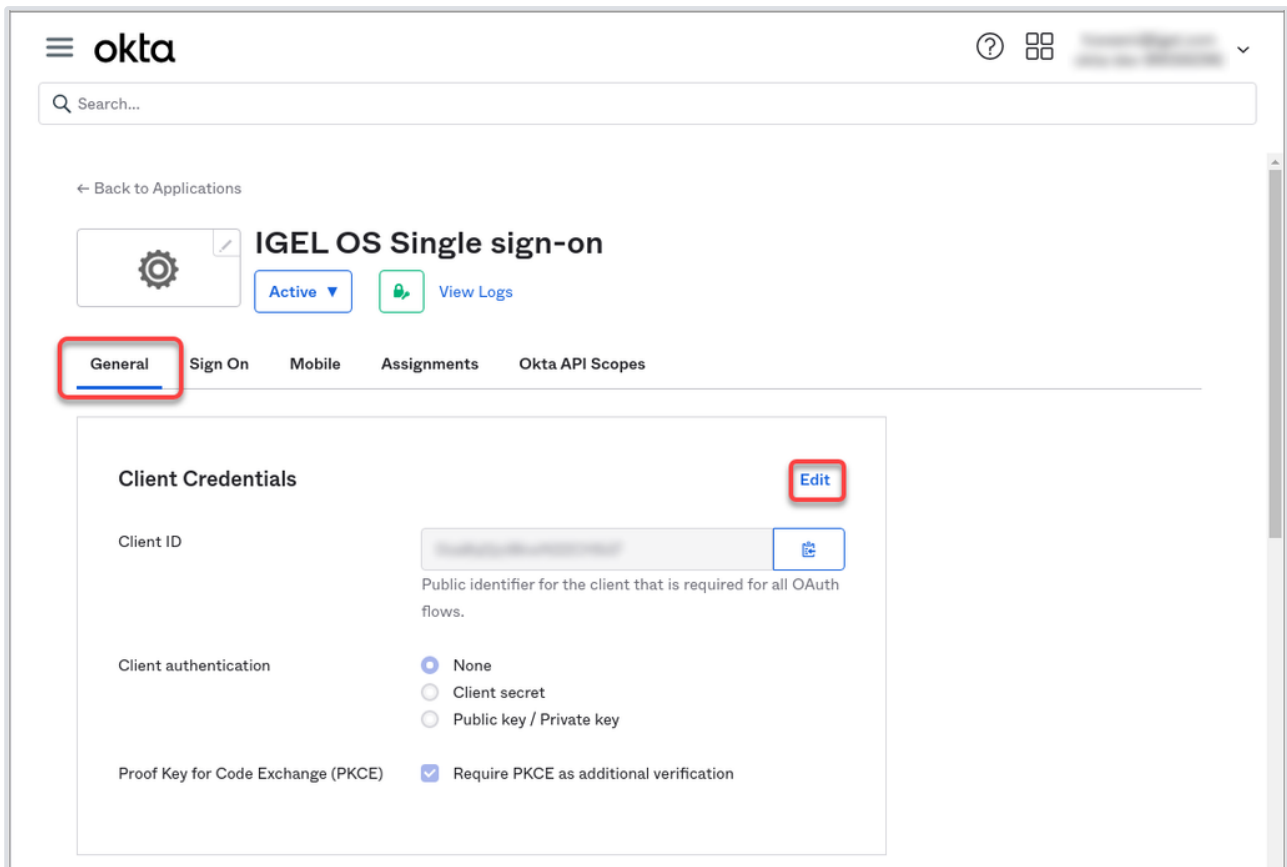 okta
Search...
← Back to Applications
IGEL OS Single sign-on
Active ▼
View Logs
General Sign On Mobile Assignments Okta API Scopes
Client Credentials
Edit
Client ID
Public identifier for the client that is required for all OAuth
flows.
Client authentication
None
Client secret
Public key / Private key
Proof Key for Code Exchange (PKCE)
Require PKCE as additional verification